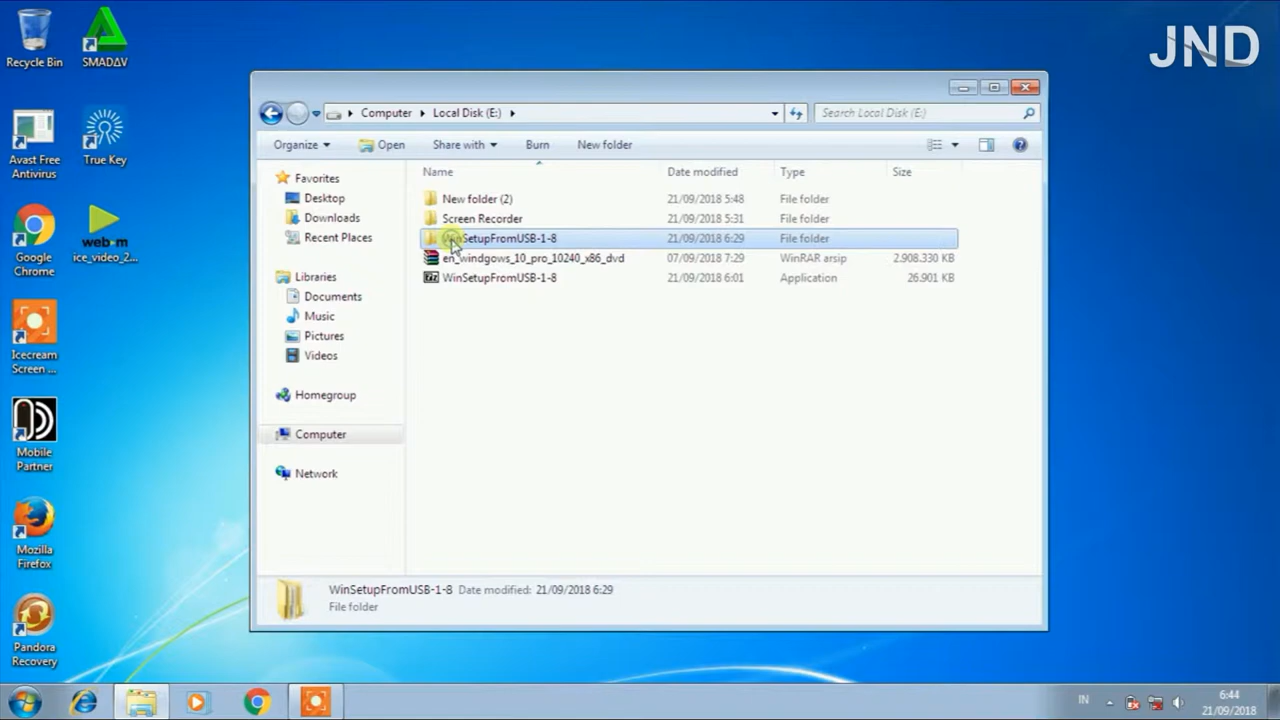 Recycle Bin
SMADΔV
Avast Free
Antivirus
True Key
Google
Chrome
webxm
ice_video_2...
Icecream
Screen ...
Mobile
Partner
Mozilla
Firefox
Pandora
Recovery
JND
Computer
Local Disk (E:)
Search Local Disk (E:)
Organize
Open
Share with
Burn
New folder
Favorites
Desktop
Downloads
Recent Places
Libraries
Documents
Music
Pictures
Videos
Homegroup
Computer
Network
Name Date modified Type Size
New folder (2) 21/09/2018 5:48 File folder
Screen Recorder 21/09/2018 5:31 File folder
WinSetupFromUSB-1-8 21/09/2018 6:29 File folder
en_windgows_10_pro_10240_x86_dvd 07/09/2018 7:29 WinRAR arsip 2.908.330 KB
WinSetupFromUSB-1-8 21/09/2018 6:01 Application 26.901 KB
WinSetupFromUSB-1-8 Date modified: 21/09/2018 6:29
File folder
IN
6:44
21/09/2018